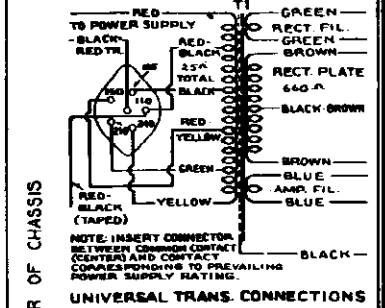 RED
T1
GREEN
TO POWER SUPPLY
RECT. FIL.
BLACK-
RED TR.
RED-
BLACK
GREEN
BROWN
25Ω
TOTAL
RECT. PLATE
660Ω
BLACK
BLACK-BROWN
110
RED
YELLOW
BROWN
GREEN
BLUE
AMP. FIL.
BLUE
RED-
BLACK
(TAPED)
YELLOW
NOTE: INSERT CONNECTOR
BETWEEN COMMON CONTACT
(CENTER) AND CONTACT
CORRESPONDING TO PREVAILING
POWER SUPPLY RATING.
BLACK
UNIVERSAL TRANS. CONNECTIONS
R OF CHASSIS